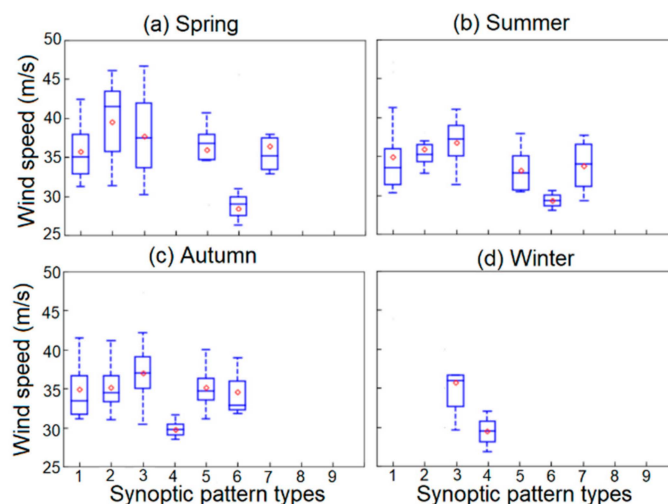 (a) Spring
(b) Summer
Wind speed (m/s)
50
45
40
35
30
25
(c) Autumn
(d) Winter
Wind speed (m/s)
50
45
40
35
30
25
1 2 3 4 5 6 7 8 9
1 2 3 4 5 6 7 8 9
Synoptic pattern types
Synoptic pattern types